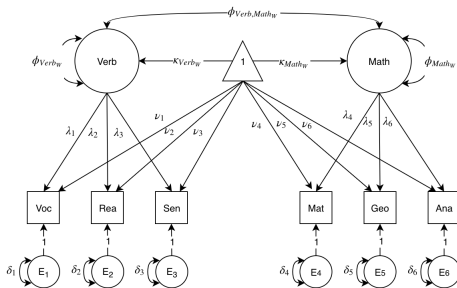 ϕ_{Verb,Math_W}
ϕ_{Verb_W} Verb κ_{Verb_W} 1 κ_{Math_W} Math ϕ_{Math_W}
λ₁ λ₂ λ₃ ν₁ ν₂ ν₃ ν₄ ν₅ ν₆ λ₄ λ₅ λ₆
Voc Rea Sen Mat Geo Ana
1 1 1 1 1 1
δ₁ E₁ δ₂ E₂ δ₃ E₃ δ₄ E₄ δ₅ E₅ δ₆ E₆